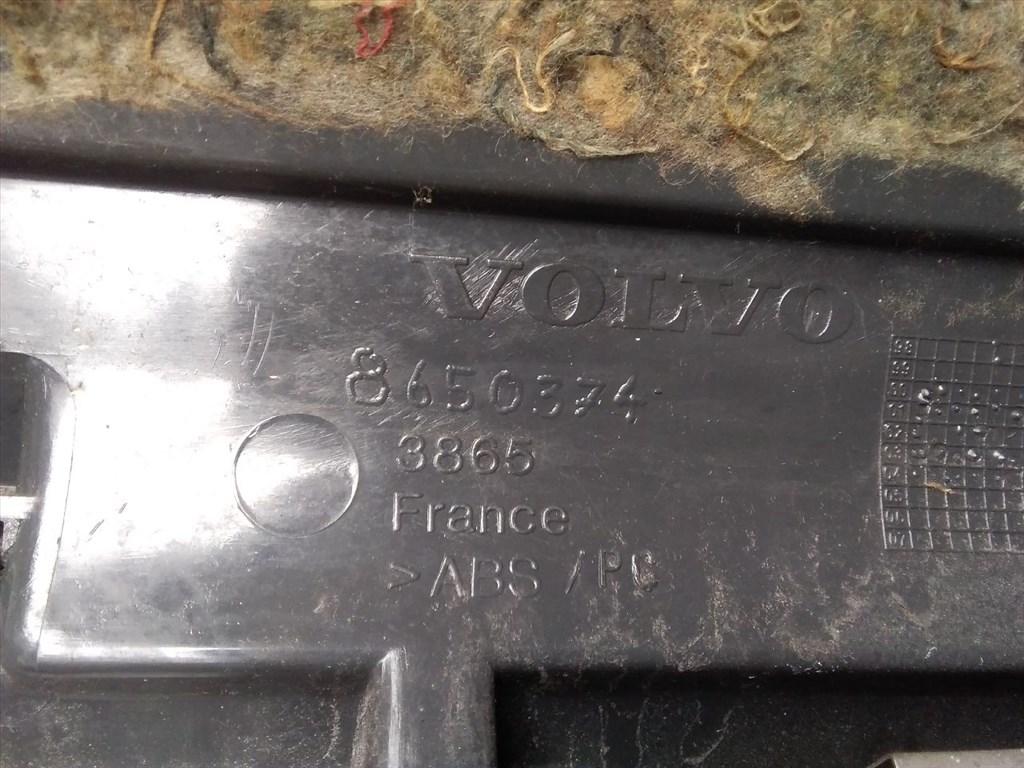 VOLVO
8650374
3865
France
>ABS /PC